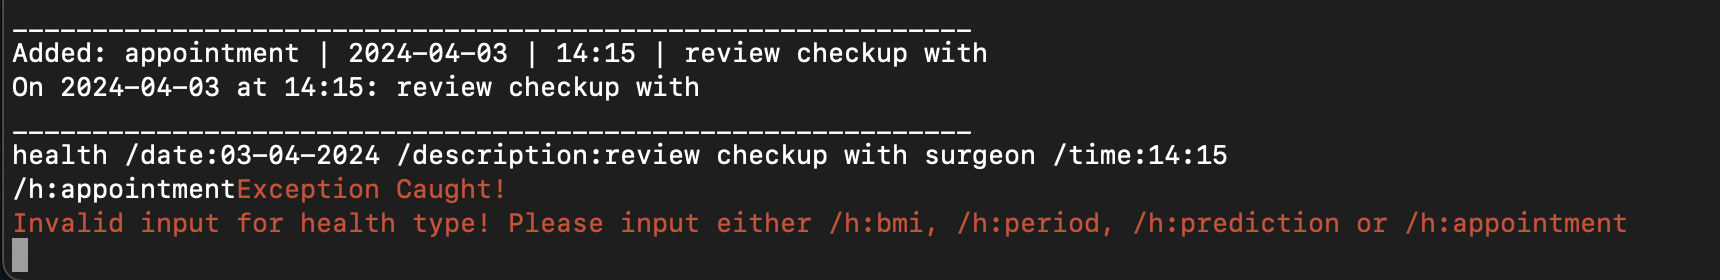 ____________________________________________________________
Added: appointment | 2024-04-03 | 14:15 | review checkup with
On 2024-04-03 at 14:15: review checkup with
____________________________________________________________
health /date:03-04-2024 /description:review checkup with surgeon /time:14:15
/h:appointmentException Caught!
Invalid input for health type! Please input either /h:bmi, /h:period, /h:prediction or /h:appointment